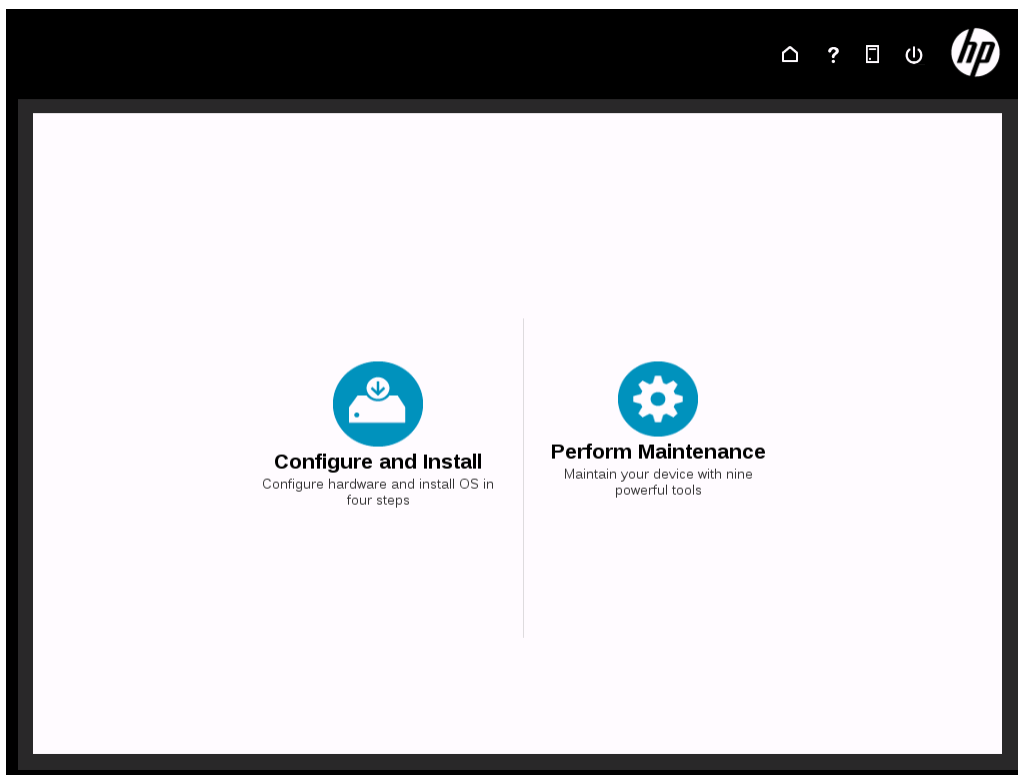 ?
hp
Configure and Install
Configure hardware and install OS in
four steps
Perform Maintenance
Maintain your device with nine
powerful tools